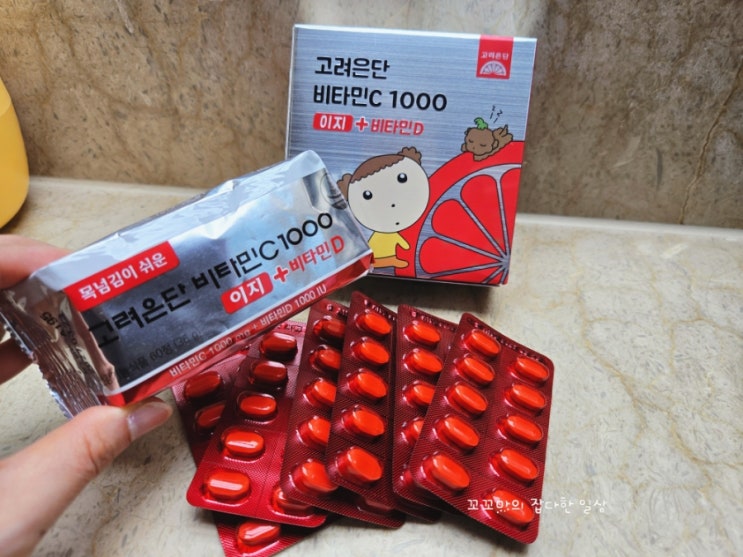 고려은단
고려은단
비타민C 1000
이지 + 비타민D
목넘김이 쉬운
고려은단 비타민C 1000
이지 + 비타민D
비타민C 1000 mg + 비타민D 1000 IU
꼬꼬맘의 잡다한 일상